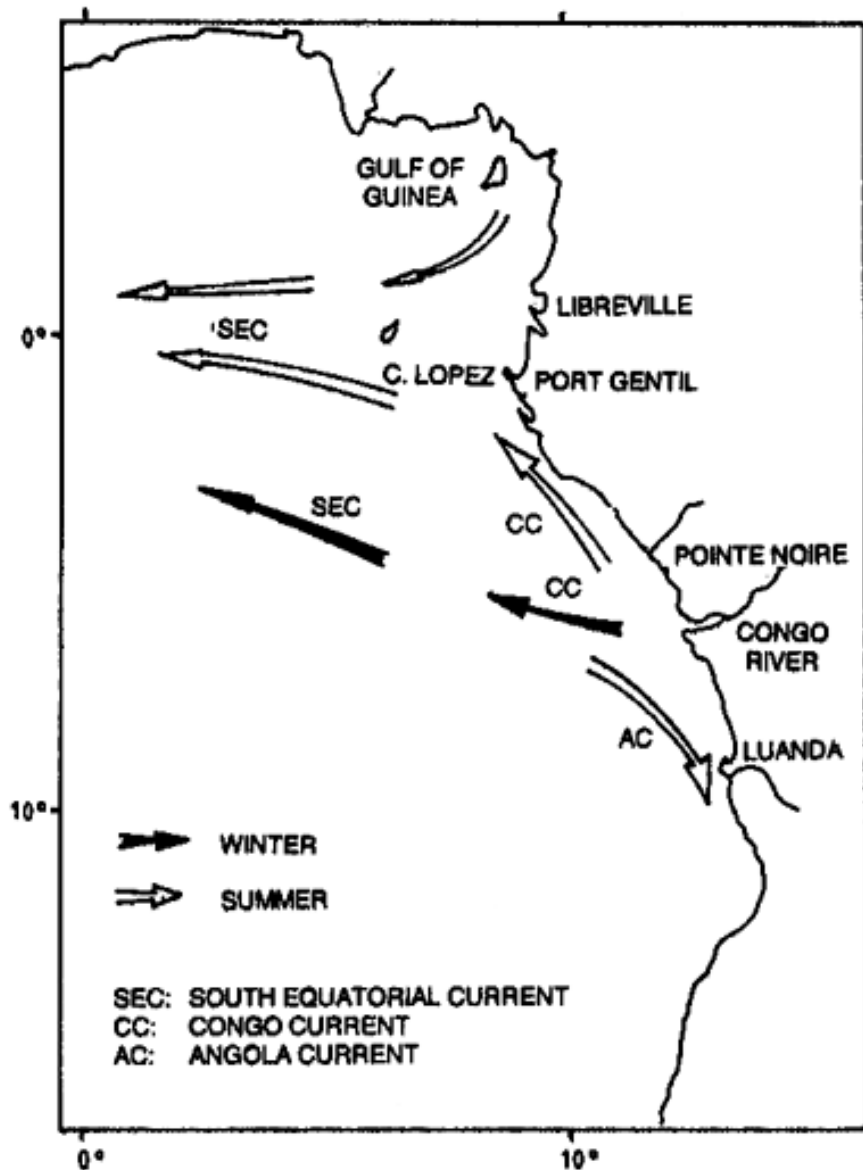 GULF OF
GUINEA
LIBREVILLE
0°
SEC
C. LOPEZ
PORT GENTIL
SEC
CC
POINTE NOIRE
CC
CONGO
RIVER
AC
LUANDA
10°
WINTER
SUMMER
SEC: SOUTH EQUATORIAL CURRENT
CC: CONGO CURRENT
AC: ANGOLA CURRENT
0°
10°